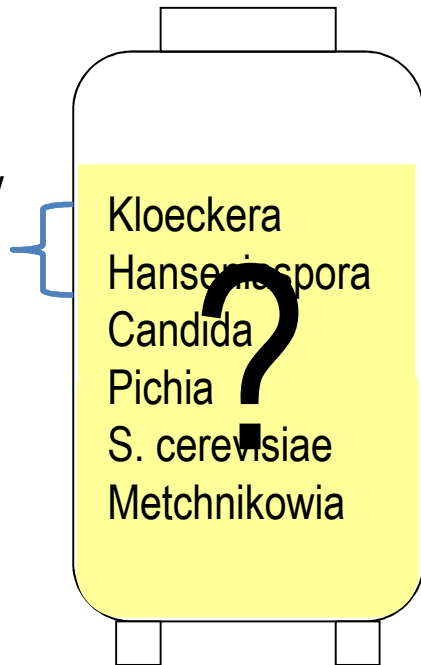 Kloeckera
Hanseniaspora
Candida
Pichia
S. cerevisiae
Metchnikowia
?